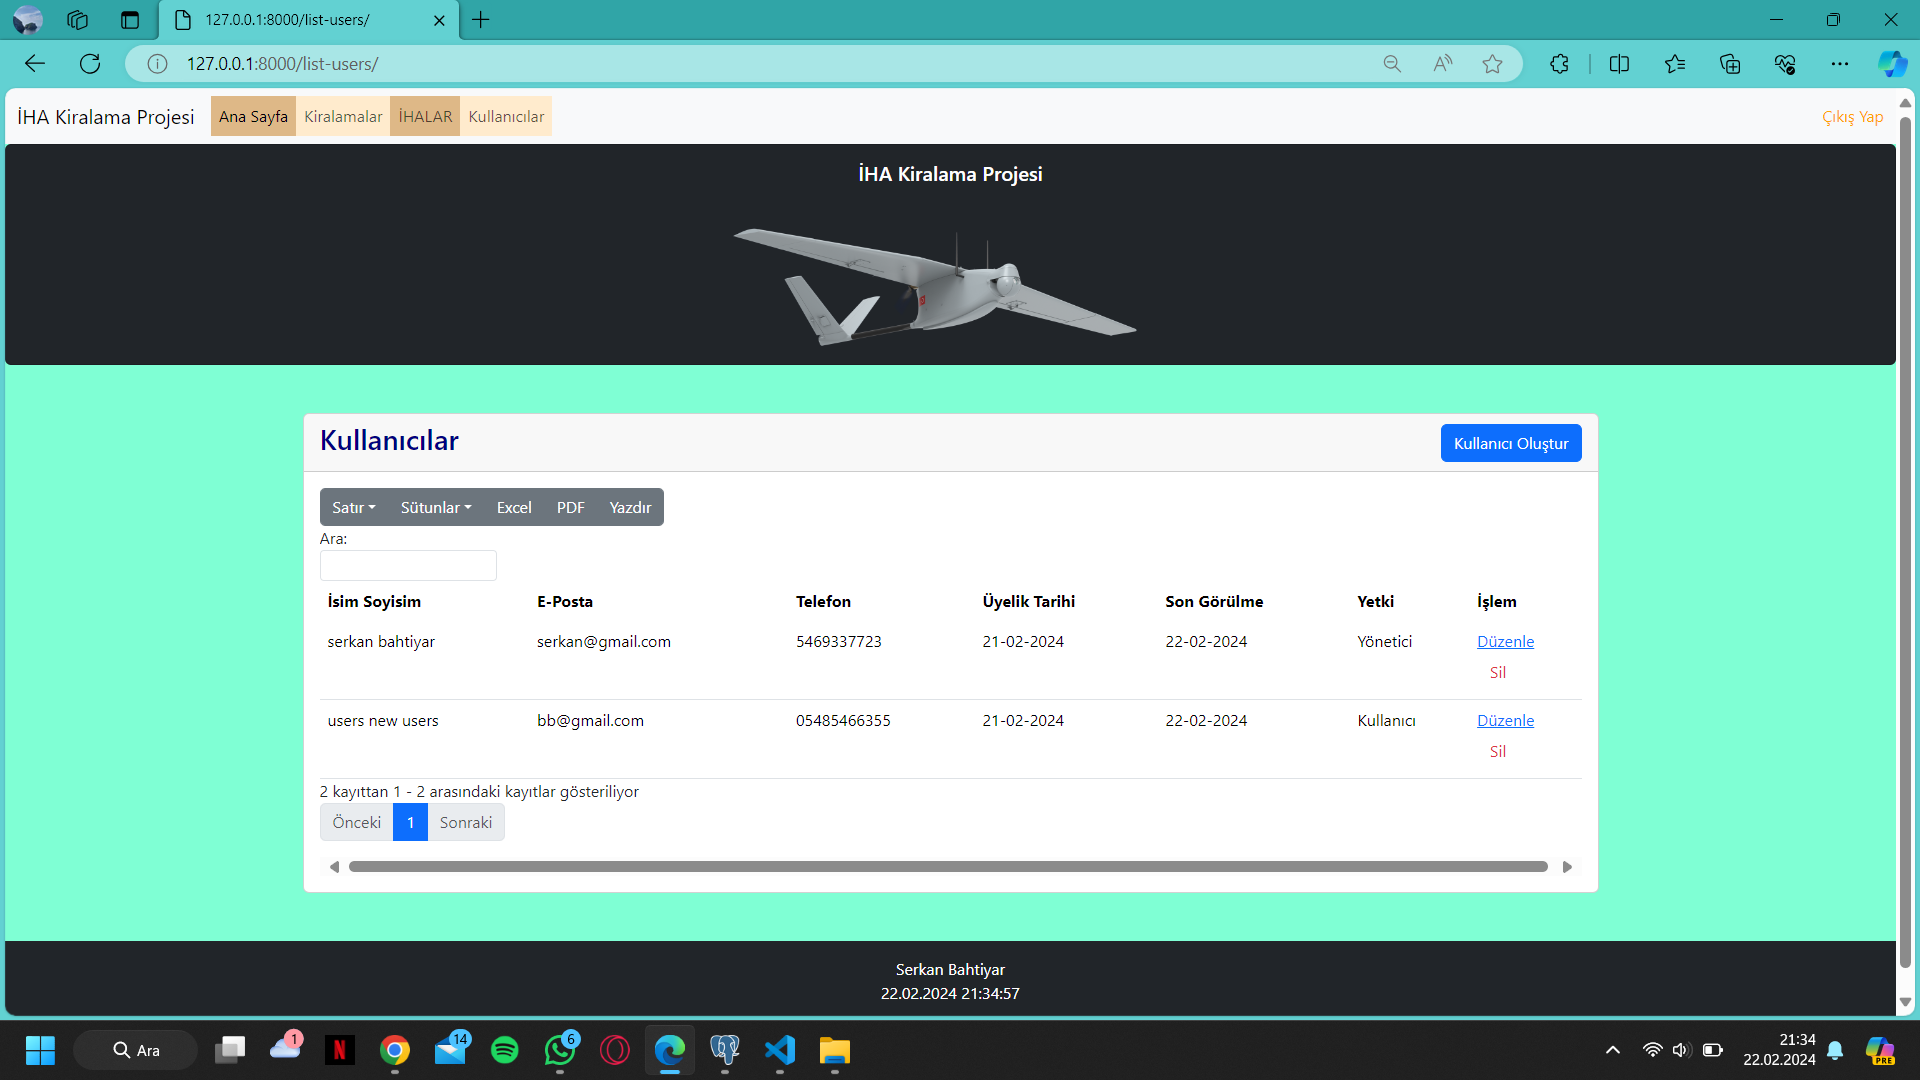 127.0.0.1:8000/list-users/
127.0.0.1:8000/list-users/
İHA Kiralama Projesi Ana Sayfa Kiralamalar İHALAR Kullanıcılar Çıkış Yap
İHA Kiralama Projesi
Kullanıcılar Kullanıcı Oluştur
Satır Sütunlar Excel PDF Yazdır
Ara:
İsim Soyisim E-Posta Telefon Üyelik Tarihi Son Görülme Yetki İşlem
serkan bahtiyar serkan@gmail.com 5469337723 21-02-2024 22-02-2024 Yönetici Düzenle
Sil
users new users bb@gmail.com 05485466355 21-02-2024 22-02-2024 Kullanıcı Düzenle
Sil
2 kayıttan 1 - 2 arasındaki kayıtlar gösteriliyor
Önceki 1 Sonraki
Serkan Bahtiyar
22.02.2024 21:34:57
Ara 1 N 14 6 21:34
22.02.2024
PRE